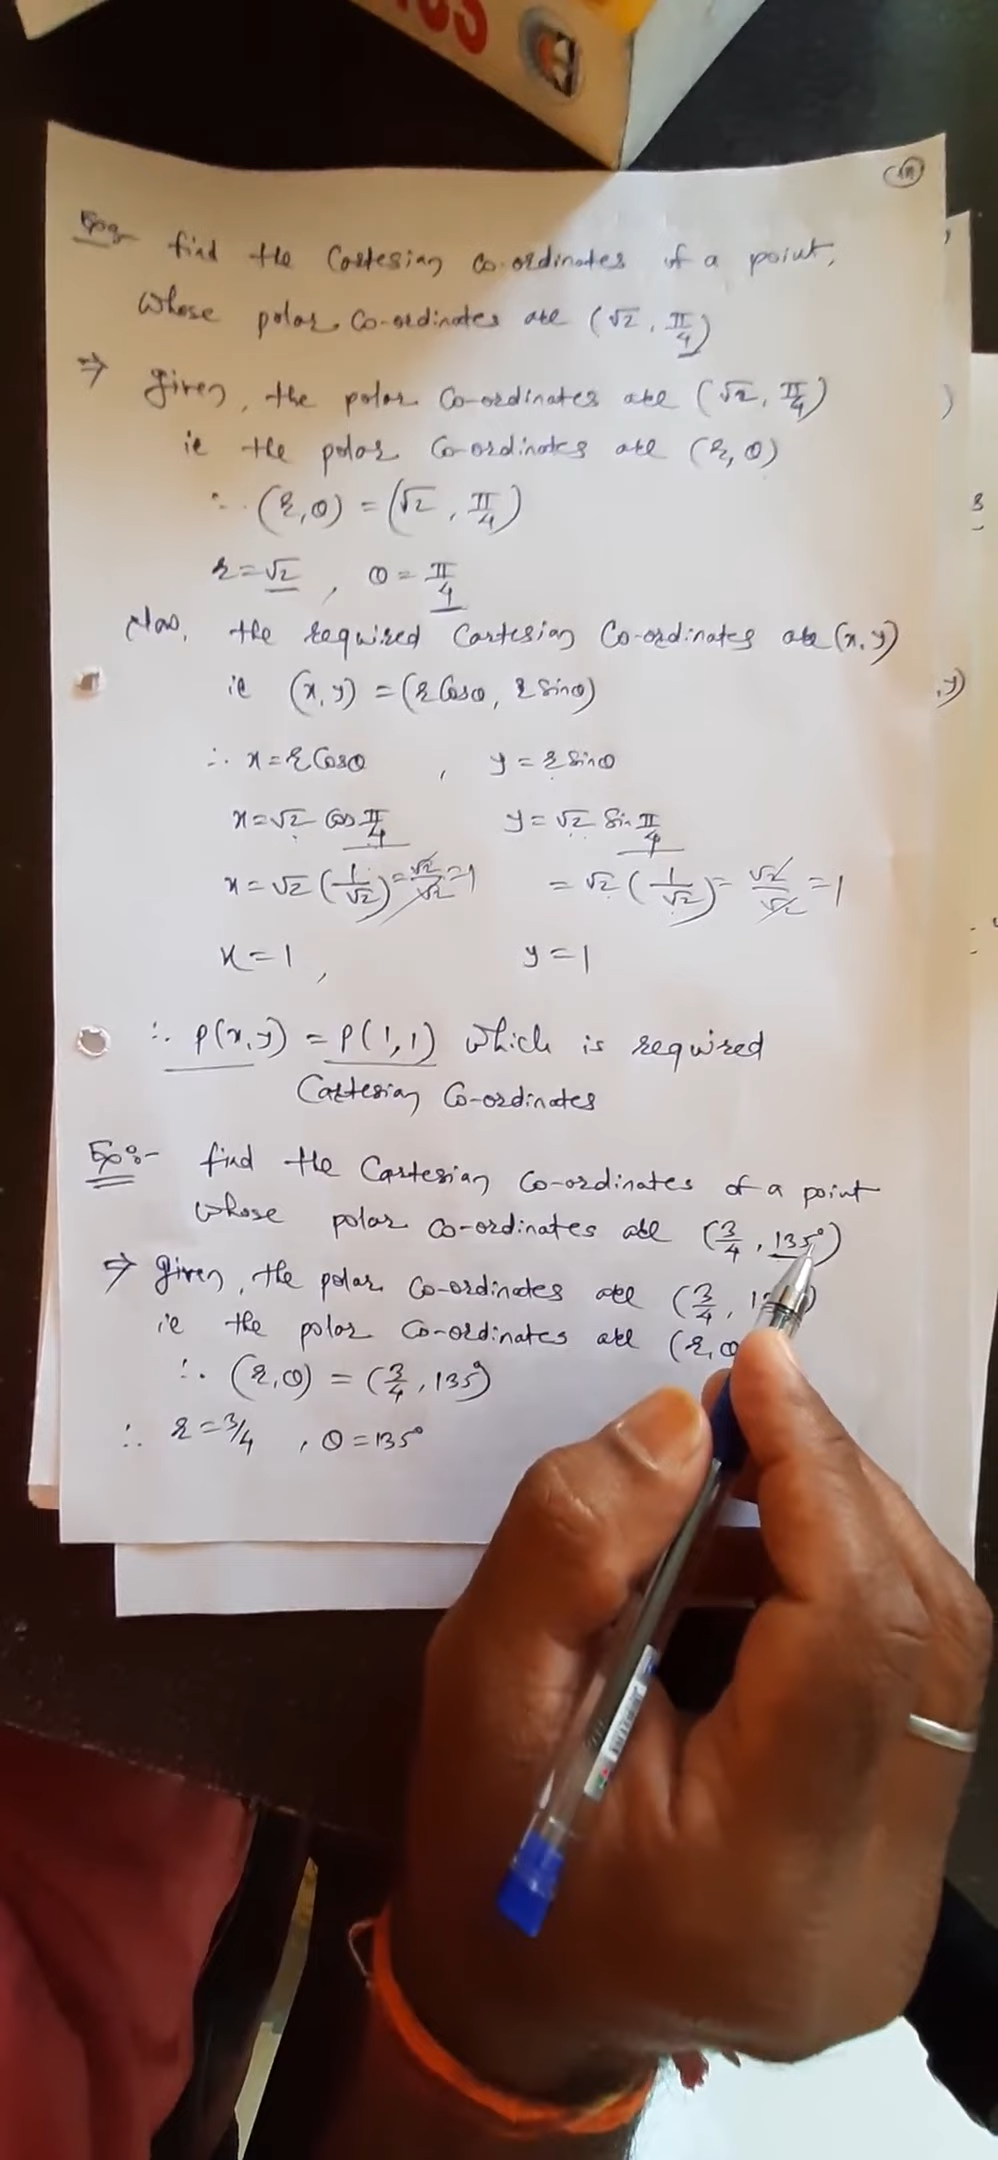 Exp:- find the Cartesian Co-ordinates of a point,
whose polar Co-ordinates are (√2, π/4)
⇒ Given, the polar Co-ordinates are (√2, π/4)
ie the polar Co-ordinates are (r, θ)
∴ (r,θ) = (√2, π/4)
r=√2 , θ = π/4
Now, the required Cartesian Co-ordinates are (x,y)
ie (x,y) = (r Cosθ, r Sinθ)
∴ x = r Cosθ , y = r Sinθ
x=√2 Cos π/4 y = √2 Sin π/4
x = √2 (1/√2) = √2/√2 = 1 = √2 (1/√2) = √2/√2 = 1
x = 1 , y = 1
∴ P(x,y) = P(1,1) which is required
Cartesian Co-ordinates
Exp:- find the Cartesian Co-ordinates of a point
whose polar Co-ordinates are (3/4, 135°)
⇒ Given, the polar Co-ordinates are (3/4, 1
ie the polar Co-ordinates are (r,θ
∴ (r,θ) = (3/4, 135°)
∴ r = 3/4 , θ = 135°